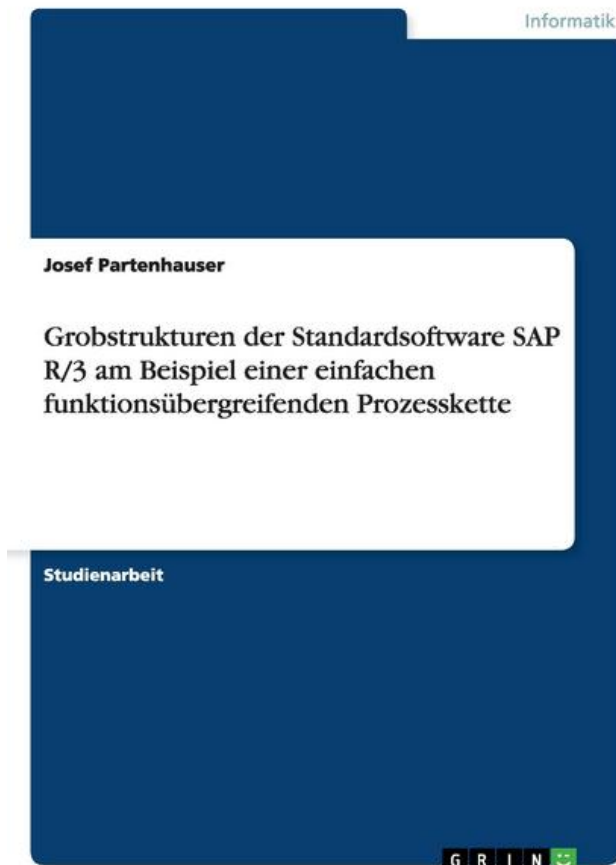 Informatik
Josef Partenhauser
Grobstrukturen der Standardsoftware SAP
R/3 am Beispiel einer einfachen
funktionsübergreifenden Prozesskette
Studienarbeit
GRIN